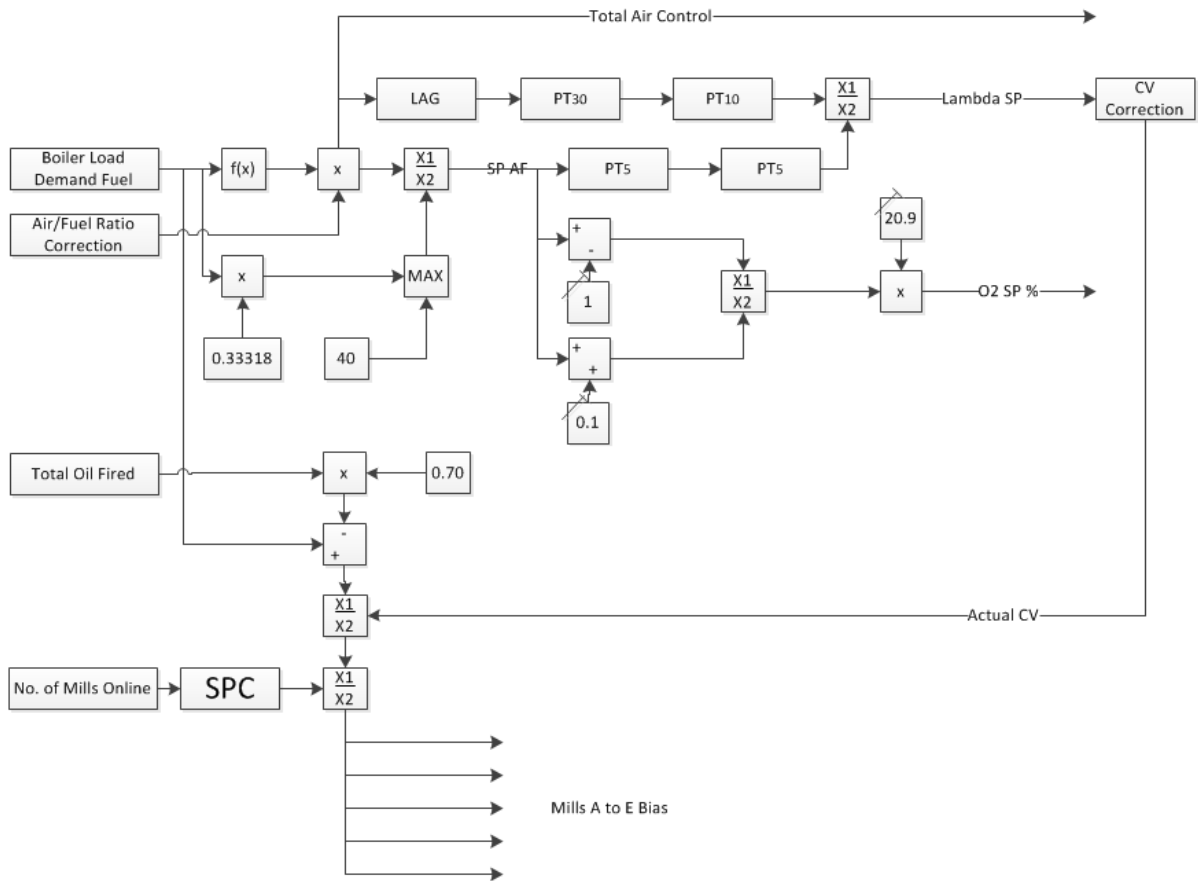 Total Air Control
LAG
PT30
PT10
X1
X2
Lambda SP
CV
Correction
Boiler Load
Demand Fuel
f(x)
x
X1
X2
SP AF
PT5
PT5
Air/Fuel Ratio
Correction
20.9
+
-
x
MAX
1
X1
X2
x
O2 SP %
0.33318
40
+
+
0.1
Total Oil Fired
x
0.70
-
+
X1
X2
Actual CV
No. of Mills Online
SPC
X1
X2
Mills A to E Bias